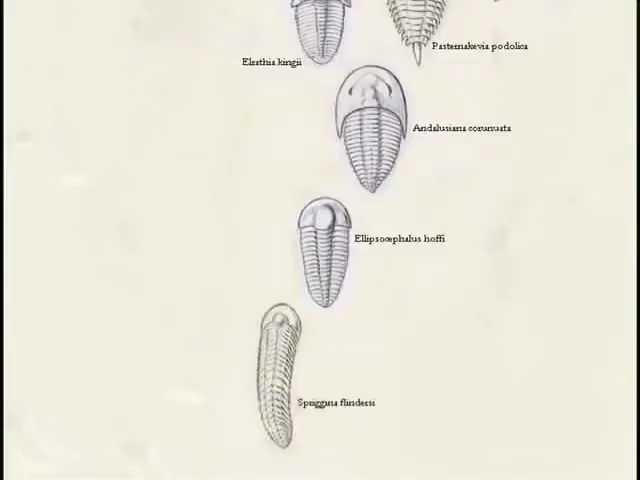 Pasternakevia podolica
Elrathia kingii
Andalusiana cornuata
Ellipsocephalus hoffi
Spriggina flindersi